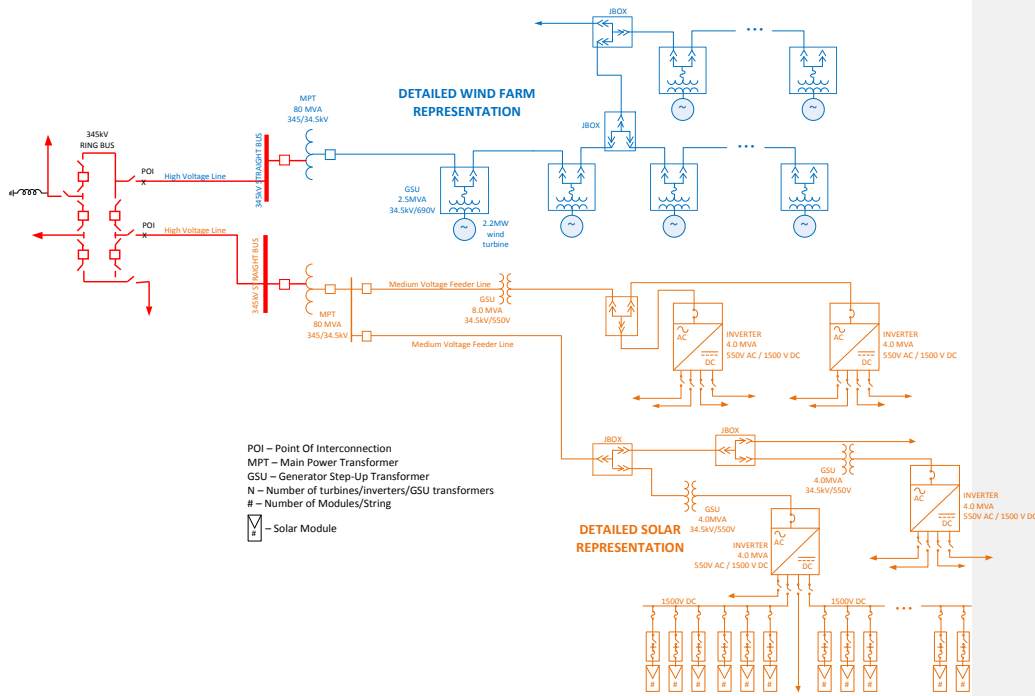 JBOX
DETAILED WIND FARM
REPRESENTATION
MPT
80 MVA
345/34.5kV
JBOX
345kV
RING BUS
POI
X
High Voltage Line
345kV STRAIGHT BUS
GSU
2.5MVA
34.5kV/690V
~
~
~
~
~
~
2.2MW
wind
turbine
POI
X
High Voltage Line
345kV STRAIGHT BUS
MPT
80 MVA
345/34.5kV
Medium Voltage Feeder Line
GSU
8.0 MVA
34.5kV/550V
Medium Voltage Feeder Line
AC
DC
INVERTER
4.0 MVA
550V AC / 1500 V DC
AC
DC
INVERTER
4.0 MVA
550V AC / 1500 V DC
JBOX
JBOX
GSU
4.0MVA
34.5kV/550V
AC
DC
INVERTER
4.0 MVA
550V AC / 1500 V DC
GSU
4.0MVA
34.5kV/550V
AC
DC
INVERTER
4.0 MVA
550V AC / 1500 V DC
DETAILED SOLAR
REPRESENTATION
POI – Point Of Interconnection
MPT – Main Power Transformer
GSU – Generator Step-Up Transformer
N – Number of turbines/inverters/GSU transformers
# – Number of Modules/String
# – Solar Module
1500V DC
1500V DC
# # # # # # # # # # #